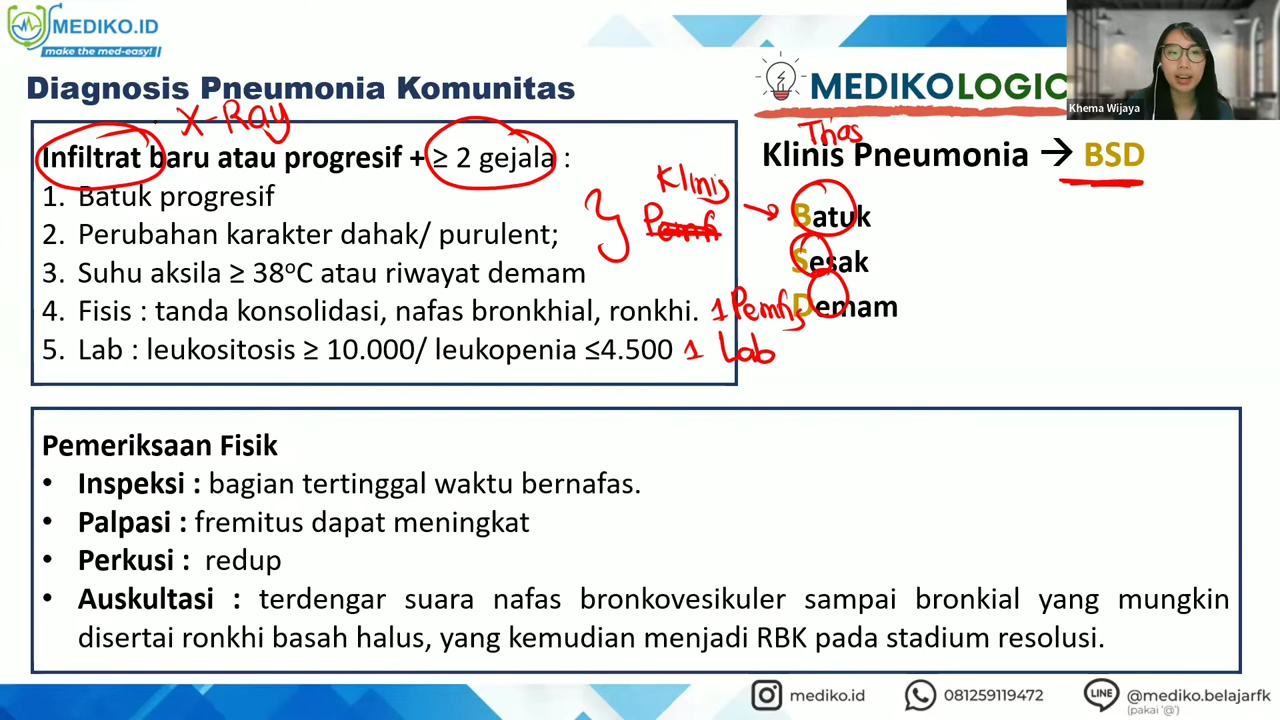 MEDIKO.ID
make the med-easy!
Khema Wijaya
Diagnosis Pneumonia Komunitas
MEDIKOLOGIC
X-Ray
Infiltrat baru atau progresif + ≥ 2 gejala :
1. Batuk progresif
2. Perubahan karakter dahak/ purulent;
3. Suhu aksila ≥ 38ºC atau riwayat demam
4. Fisis : tanda konsolidasi, nafas bronkhial, ronkhi.
5. Lab : leukositosis ≥ 10.000/ leukopenia ≤4.500
Klinis
1 Pemfis
1 Lab
Klinis Pneumonia → BSD
Batuk
Sesak
Demam
Pemeriksaan Fisik
• Inspeksi : bagian tertinggal waktu bernafas.
• Palpasi : fremitus dapat meningkat
• Perkusi : redup
• Auskultasi : terdengar suara nafas bronkovesikuler sampai bronkial yang mungkin
disertai ronkhi basah halus, yang kemudian menjadi RBK pada stadium resolusi.
mediko.id
081259119472
LINE
@mediko.belajarfk
(pakai '@')